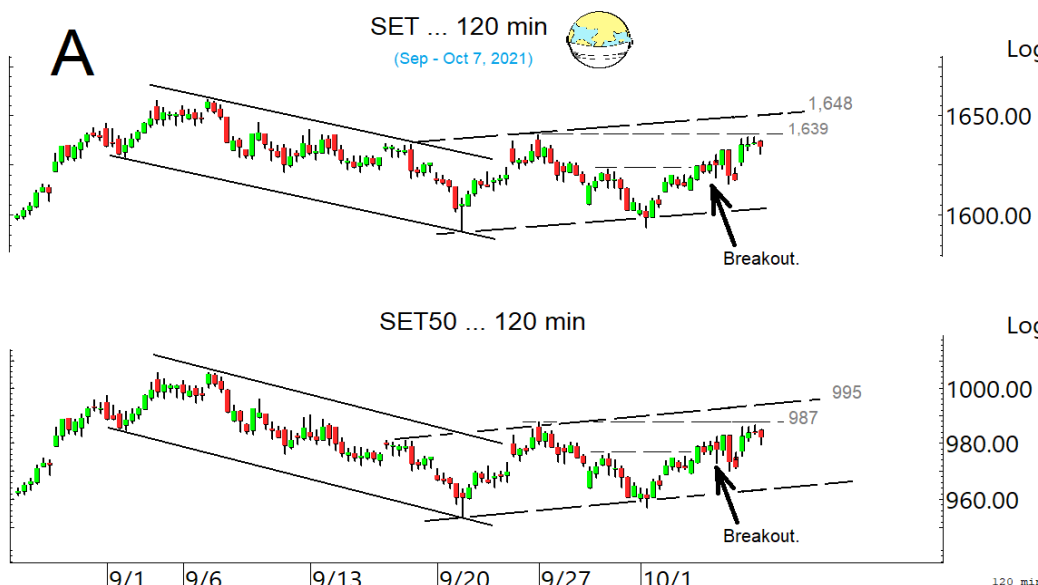 A
SET ... 120 min
(Sep - Oct 7, 2021)
Log
1,648
1650.00
1,639
1600.00
Breakout.
SET50 ... 120 min
Log
1000.00
995
987
980.00
960.00
Breakout.
9/1 9/6 9/13 9/20 9/27 10/1
120 min